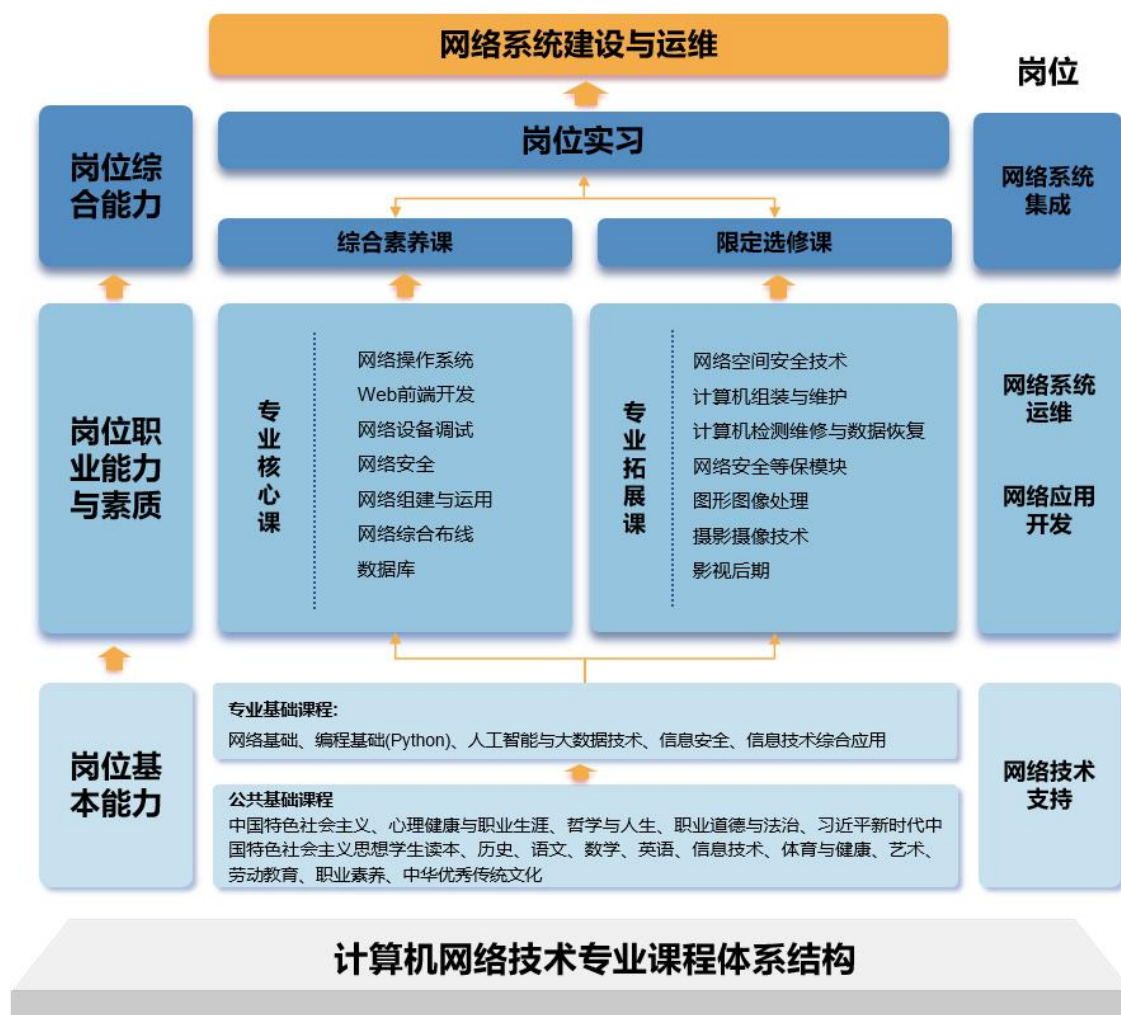 网络系统建设与运维
岗位
岗位综
合能力
岗位实习
网络系统
集成
综合素养课
限定选修课
岗位职
业能力
与素质
专业核心课
网络操作系统
Web前端开发
网络设备调试
网络安全
网络组建与运用
网络综合布线
数据库
专业拓展课
网络空间安全技术
计算机组装与维护
计算机检测维修与数据恢复
网络安全等保模块
图形图像处理
摄影摄像技术
影视后期
网络系统
运维
网络应用
开发
岗位基
本能力
专业基础课程:
网络基础、编程基础(Python)、人工智能与大数据技术、信息安全、信息技术综合应用
公共基础课程
中国特色社会主义、心理健康与职业生涯、哲学与人生、职业道德与法治、习近平新时代中
国特色社会主义思想学生读本、历史、语文、数学、英语、信息技术、体育与健康、艺术、
劳动教育、职业素养、中华优秀传统文化
网络技术
支持
计算机网络技术专业课程体系结构